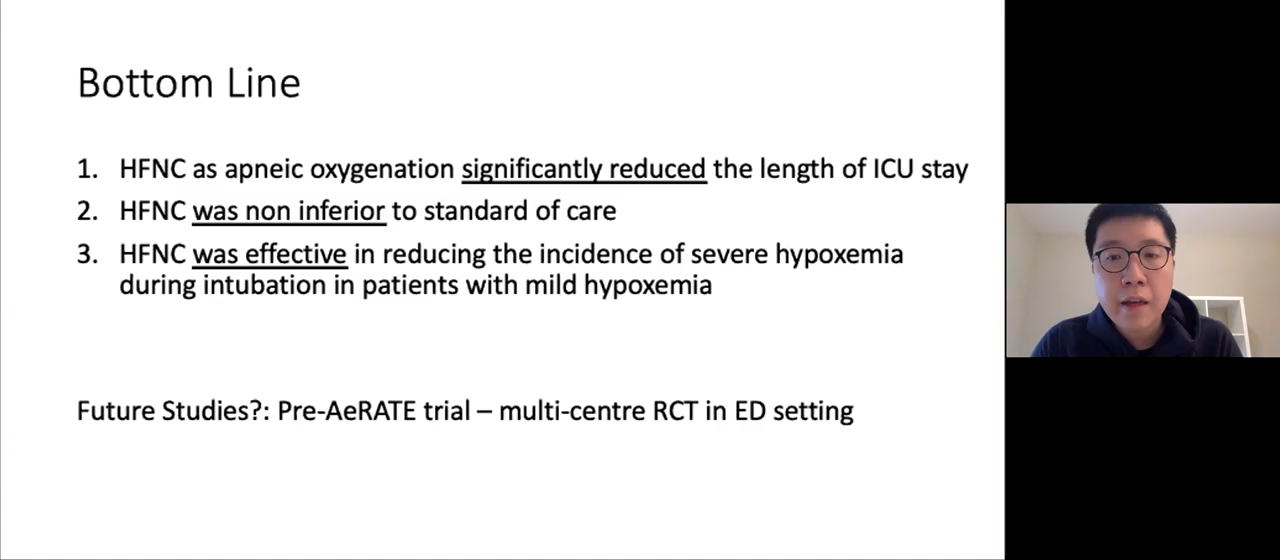 Bottom Line
1. HFNC as apneic oxygenation significantly reduced the length of ICU stay
2. HFNC was non inferior to standard of care
3. HFNC was effective in reducing the incidence of severe hypoxemia
during intubation in patients with mild hypoxemia
Future Studies?: Pre-AeRATE trial – multi-centre RCT in ED setting